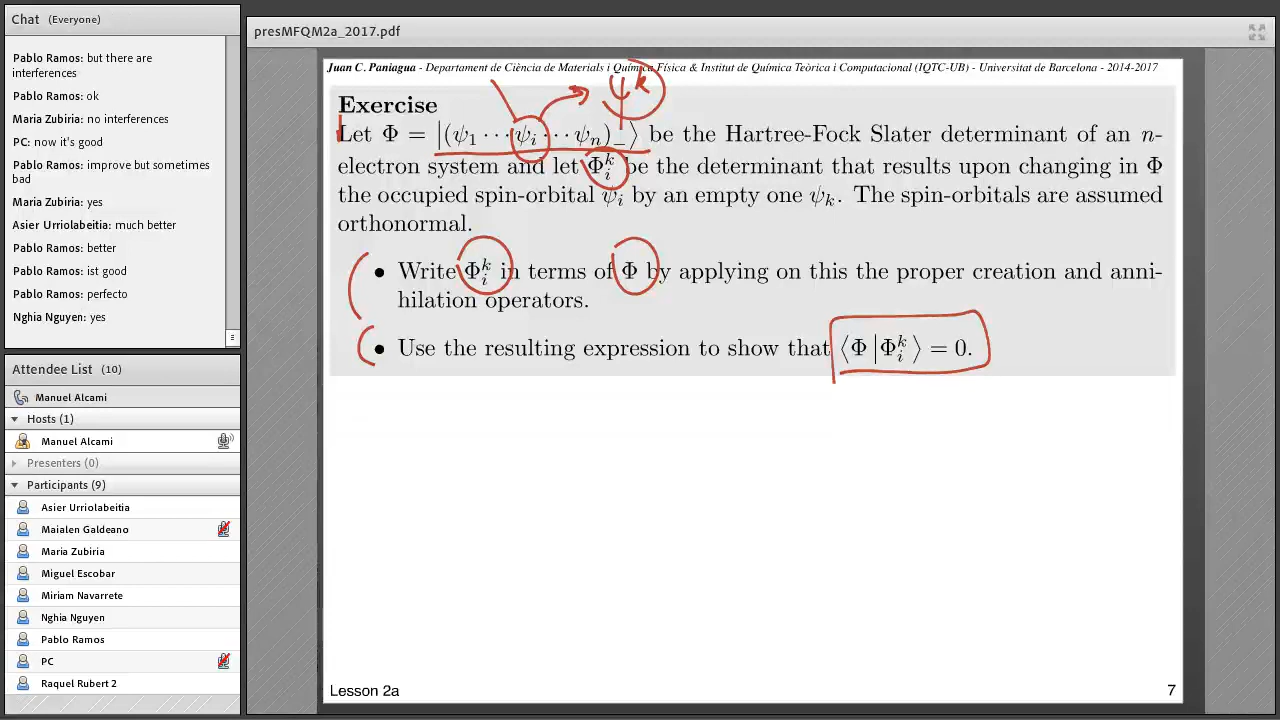 Chat (Everyone)
Pablo Ramos: but there are
interferences
Pablo Ramos: ok
Maria Zubiria: no interferences
PC: now it's good
Pablo Ramos: improve but sometimes
bad
Maria Zubiria: yes
Asier Urriolabeitia: much better
Pablo Ramos: better
Pablo Ramos: ist good
Pablo Ramos: perfecto
Nghia Nguyen: yes
Attendee List (10)
Manuel Alcami
Hosts (1)
Manuel Alcami
Presenters (0)
Participants (9)
Asier Urriolabeitia
Maialen Galdeano
Maria Zubiria
Miguel Escobar
Miriam Navarrete
Nghia Nguyen
Pablo Ramos
PC
Raquel Rubert 2
presMFQM2a_2017.pdf
Juan C. Paniagua - Departament de Ciència de Materials i Química Física & Institut de Química Teòrica i Computacional (IQTC-UB) - Universitat de Barcelona - 2014-2017
ψk
Exercise
Let Φ = |(ψ₁ ··· ψᵢ ··· ψₙ)₋⟩ be the Hartree-Fock Slater determinant of an n-
electron system and let Φᵢᵏ be the determinant that results upon changing in Φ
the occupied spin-orbital ψᵢ by an empty one ψₖ. The spin-orbitals are assumed
orthonormal.
• Write Φᵢᵏ in terms of Φ by applying on this the proper creation and anni-
hilation operators.
• Use the resulting expression to show that ⟨Φ|Φᵢᵏ⟩ = 0.
Lesson 2a
7